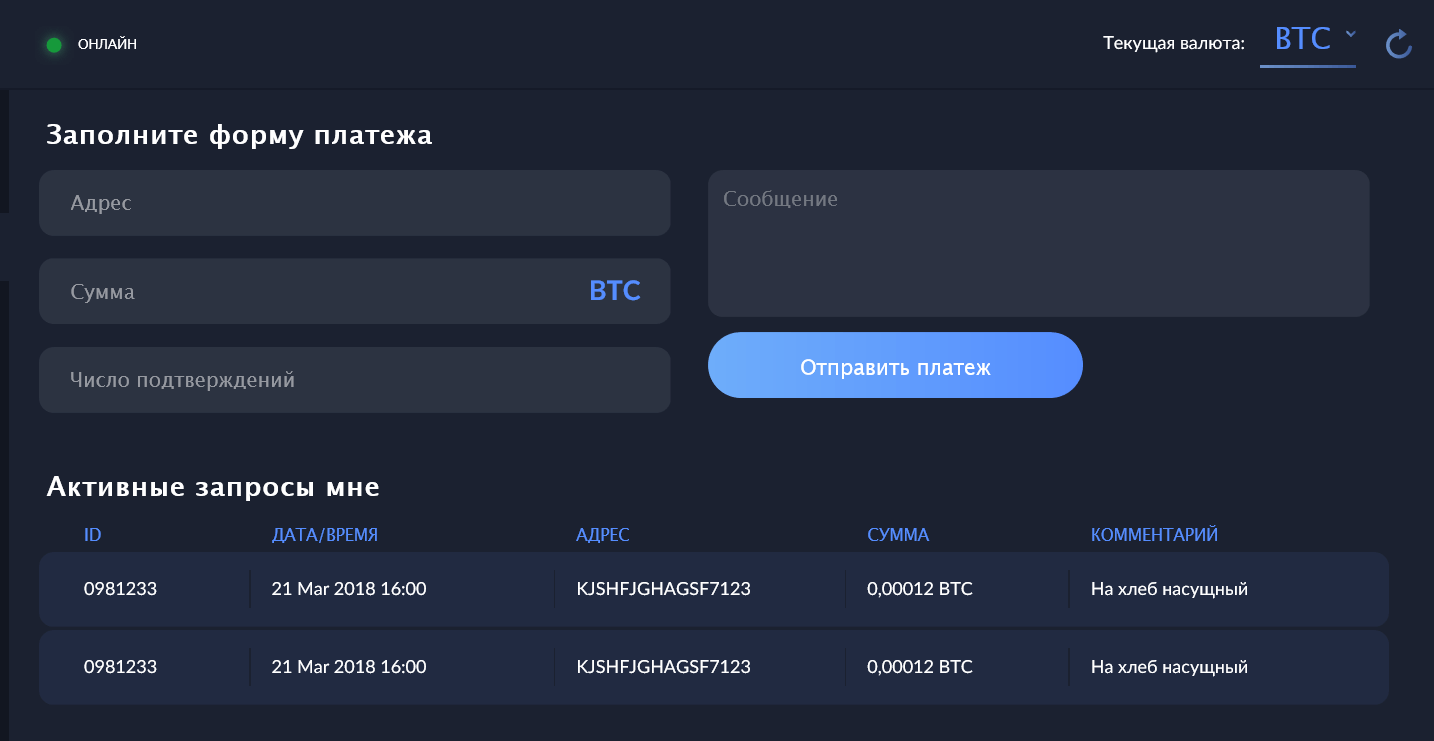 ОНЛАЙН
Текущая валюта: BTC
Заполните форму платежа
Адрес
Сообщение
Сумма BTC
Число подтверждений
Отправить платеж
Активные запросы мне
ID ДАТА/ВРЕМЯ АДРЕС СУММА КОММЕНТАРИЙ
0981233 21 Mar 2018 16:00 KJSHFJGHAGSF7123 0,00012 BTC На хлеб насущный
0981233 21 Mar 2018 16:00 KJSHFJGHAGSF7123 0,00012 BTC На хлеб насущный